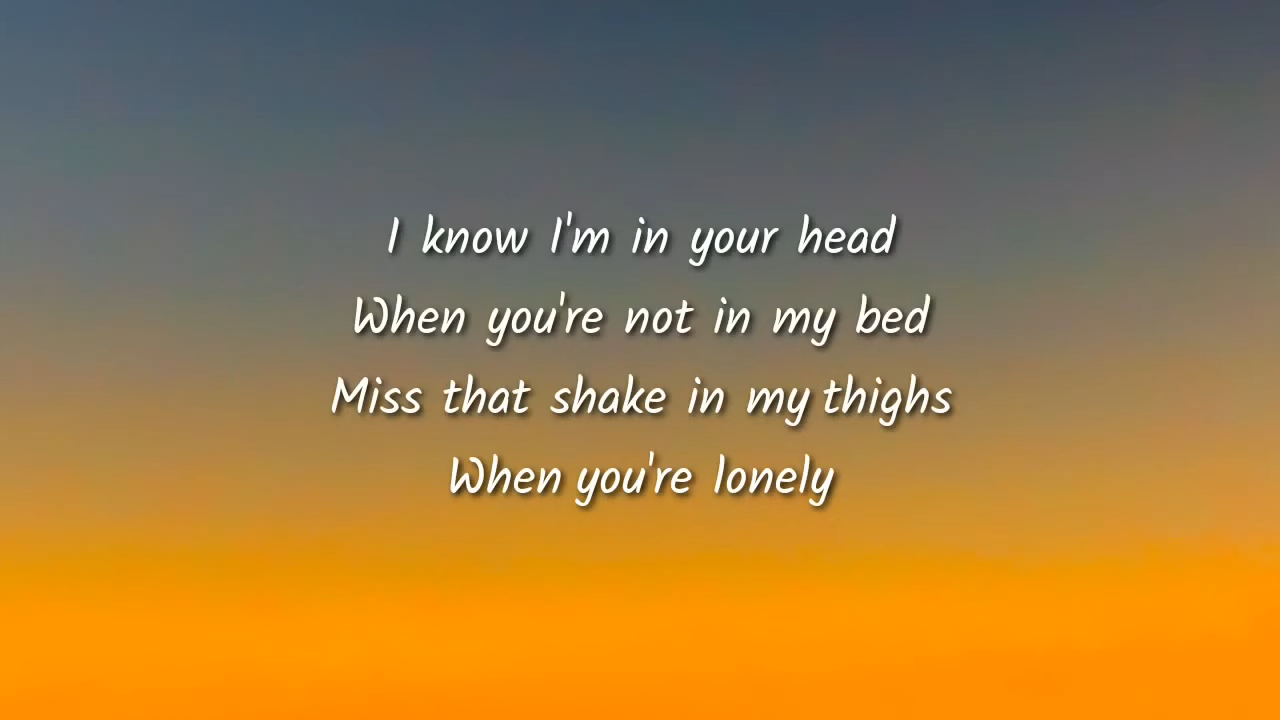 I know I'm in your head
When you're not in my bed
Miss that shake in my thighs
When you're lonely